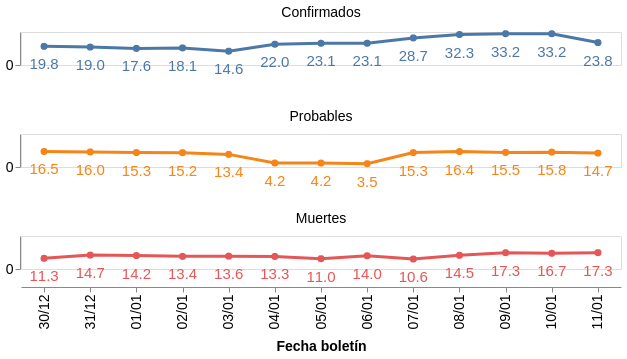 Confirmados
0
19.8 19.0 17.6 18.1 14.6 22.0 23.1 23.1 28.7 32.3 33.2 33.2 23.8
Probables
0
16.5 16.0 15.3 15.2 13.4 4.2 4.2 3.5 15.3 16.4 15.5 15.8 14.7
Muertes
0
11.3 14.7 14.2 13.4 13.6 13.3 11.0 14.0 10.6 14.5 17.3 16.7 17.3
30/12 31/12 01/01 02/01 03/01 04/01 05/01 06/01 07/01 08/01 09/01 10/01 11/01
Fecha boletín